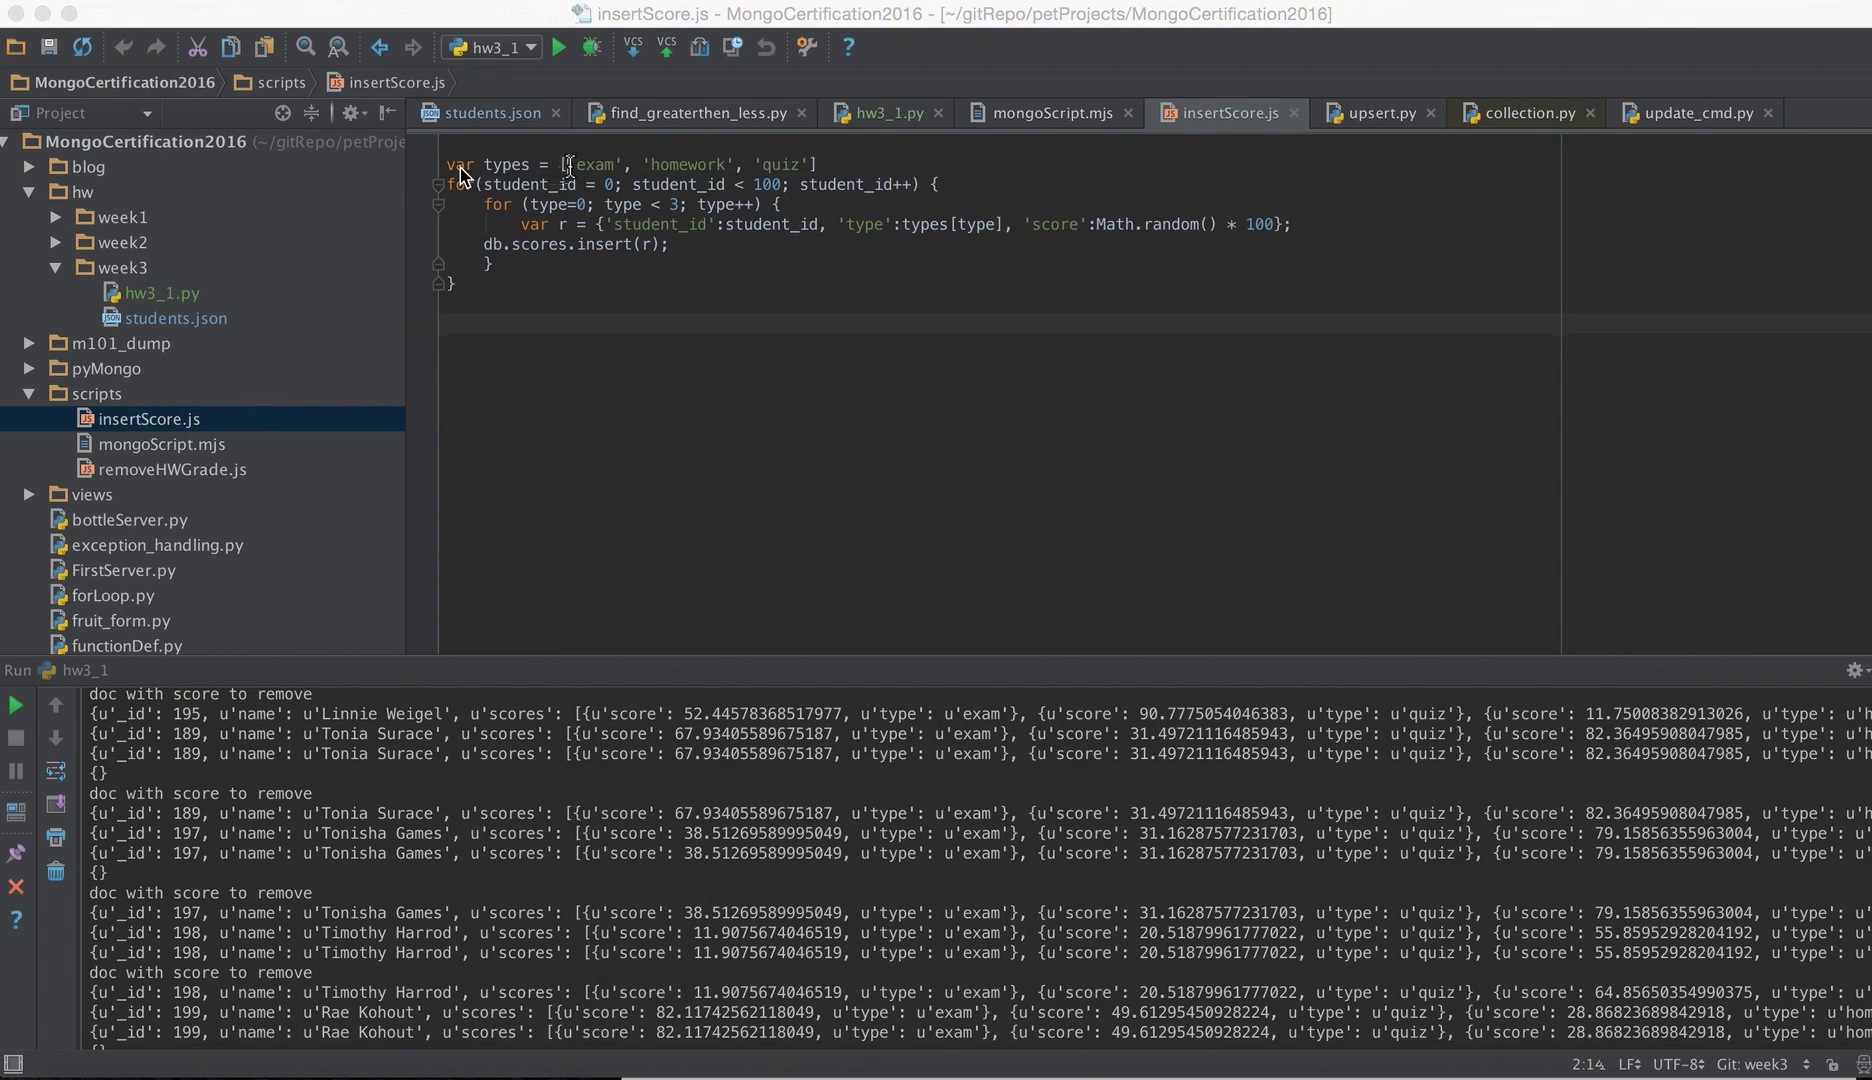 insertScore.js - MongoCertification2016 - [~/gitRepo/petProjects/MongoCertification2016]
hw3_1 VCS VCS ?
MongoCertification2016 scripts insertScore.js
Project students.json find_greaterthen_less.py hw3_1.py mongoScript.mjs insertScore.js upsert.py collection.py update_cmd.py
MongoCertification2016 (~/gitRepo/petProje
blog
hw
week1
week2
week3
hw3_1.py
students.json
m101_dump
pyMongo
scripts
insertScore.js
mongoScript.mjs
removeHWGrade.js
views
bottleServer.py
exception_handling.py
FirstServer.py
forLoop.py
fruit_form.py
functionDef.py
var types = ['exam', 'homework', 'quiz']
for (student_id = 0; student_id < 100; student_id++) {
for (type=0; type < 3; type++) {
var r = {'student_id':student_id, 'type':types[type], 'score':Math.random() * 100};
db.scores.insert(r);
}
}
Run hw3_1
doc with score to remove
{u'_id': 195, u'name': u'Linnie Weigel', u'scores': [{u'score': 52.44578368517977, u'type': u'exam'}, {u'score': 90.7775054046383, u'type': u'quiz'}, {u'score': 11.75008382913026, u'type': u'h
{u'_id': 189, u'name': u'Tonia Surace', u'scores': [{u'score': 67.93405589675187, u'type': u'exam'}, {u'score': 31.49721116485943, u'type': u'quiz'}, {u'score': 82.36495908047985, u'type': u'h
{u'_id': 189, u'name': u'Tonia Surace', u'scores': [{u'score': 67.93405589675187, u'type': u'exam'}, {u'score': 31.49721116485943, u'type': u'quiz'}, {u'score': 82.36495908047985, u'type': u'h
{}
doc with score to remove
{u'_id': 189, u'name': u'Tonia Surace', u'scores': [{u'score': 67.93405589675187, u'type': u'exam'}, {u'score': 31.49721116485943, u'type': u'quiz'}, {u'score': 82.36495908047985, u'type': u'h
{u'_id': 197, u'name': u'Tonisha Games', u'scores': [{u'score': 38.51269589995049, u'type': u'exam'}, {u'score': 31.16287577231703, u'type': u'quiz'}, {u'score': 79.15856355963004, u'type': u'
{u'_id': 197, u'name': u'Tonisha Games', u'scores': [{u'score': 38.51269589995049, u'type': u'exam'}, {u'score': 31.16287577231703, u'type': u'quiz'}, {u'score': 79.15856355963004, u'type': u'
{}
doc with score to remove
{u'_id': 197, u'name': u'Tonisha Games', u'scores': [{u'score': 38.51269589995049, u'type': u'exam'}, {u'score': 31.16287577231703, u'type': u'quiz'}, {u'score': 79.15856355963004, u'type': u'
{u'_id': 198, u'name': u'Timothy Harrod', u'scores': [{u'score': 11.9075674046519, u'type': u'exam'}, {u'score': 20.51879961777022, u'type': u'quiz'}, {u'score': 55.85952928204192, u'type': u'
{u'_id': 198, u'name': u'Timothy Harrod', u'scores': [{u'score': 11.9075674046519, u'type': u'exam'}, {u'score': 20.51879961777022, u'type': u'quiz'}, {u'score': 55.85952928204192, u'type': u'
doc with score to remove
{u'_id': 198, u'name': u'Timothy Harrod', u'scores': [{u'score': 11.9075674046519, u'type': u'exam'}, {u'score': 20.51879961777022, u'type': u'quiz'}, {u'score': 64.85650354990375, u'type': u'
{u'_id': 199, u'name': u'Rae Kohout', u'scores': [{u'score': 82.11742562118049, u'type': u'exam'}, {u'score': 49.61295450928224, u'type': u'quiz'}, {u'score': 28.86823689842918, u'type': u'hom
{u'_id': 199, u'name': u'Rae Kohout', u'scores': [{u'score': 82.11742562118049, u'type': u'exam'}, {u'score': 49.61295450928224, u'type': u'quiz'}, {u'score': 28.86823689842918, u'type': u'hom
2:14 LF UTF-8 Git: week3